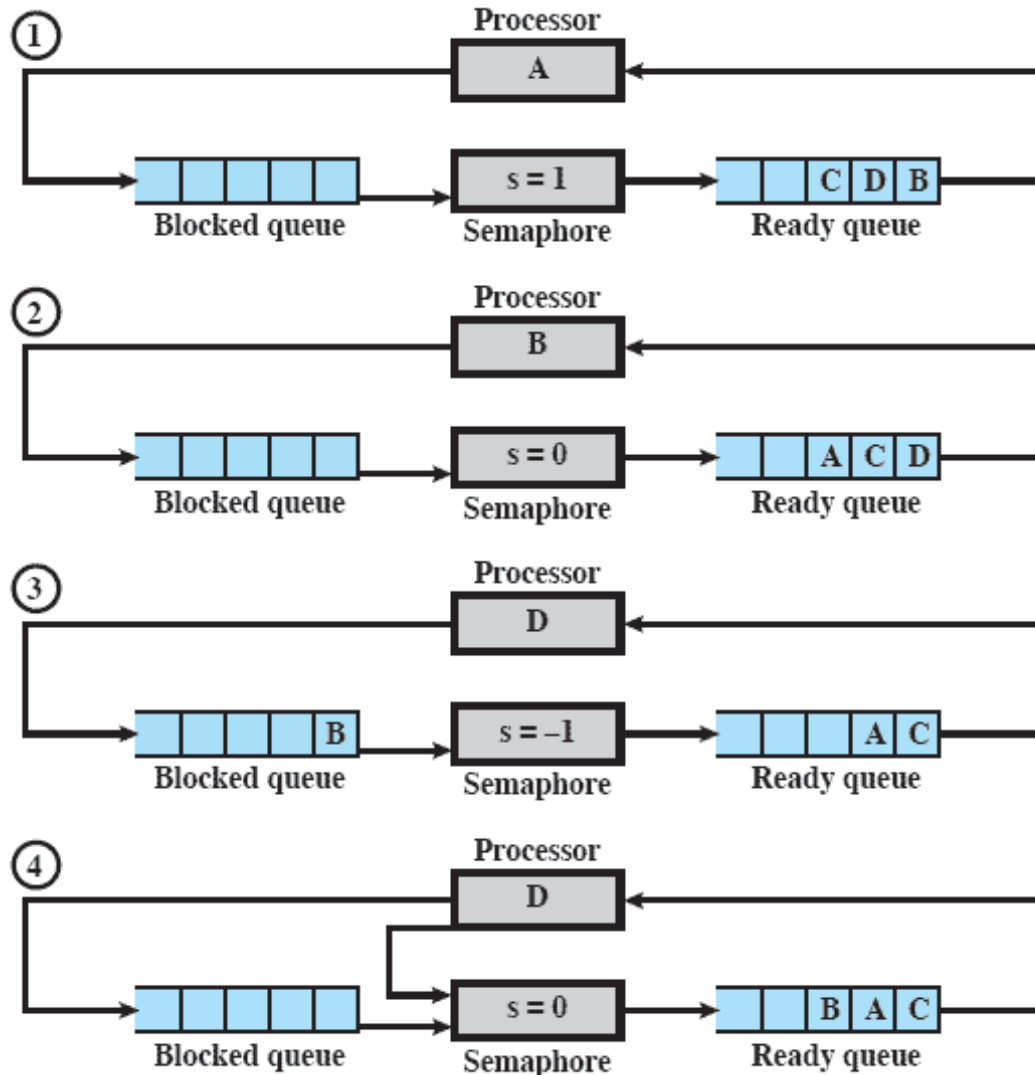 1
Processor
A
s = 1
C D B
Blocked queue Semaphore Ready queue
2
Processor
B
s = 0
A C D
Blocked queue Semaphore Ready queue
3
Processor
D
B s = –1 A C
Blocked queue Semaphore Ready queue
4
Processor
D
s = 0
B A C
Blocked queue Semaphore Ready queue